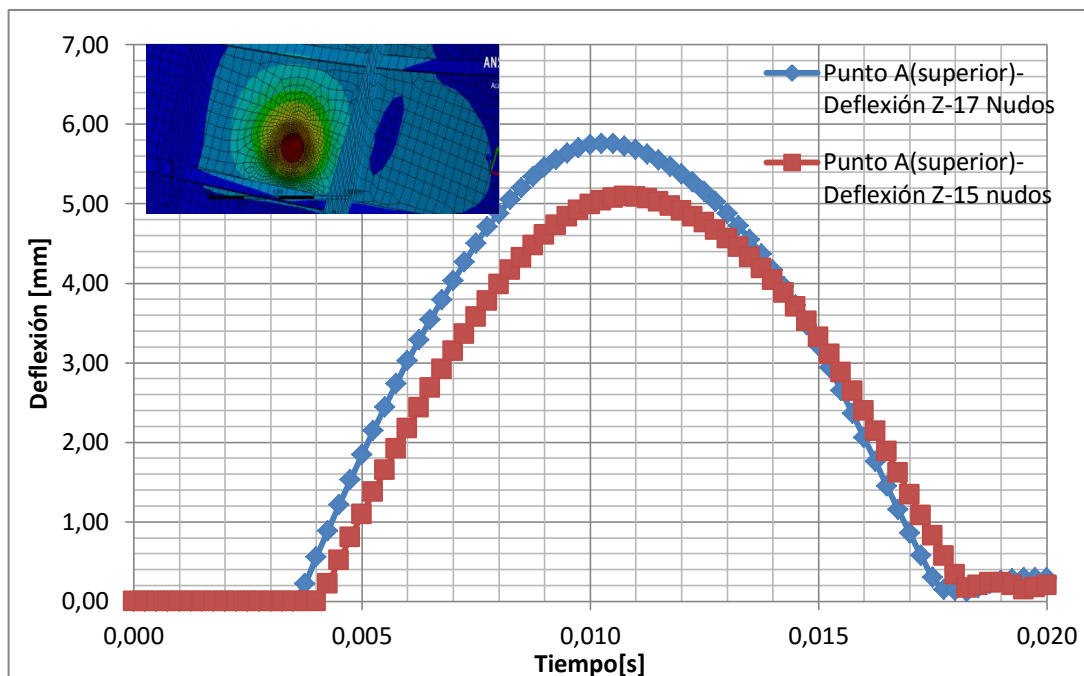 7,00
6,00
5,00
4,00
3,00
2,00
1,00
0,00
Deflexión [mm]
ANS
Aca
Punto A(superior)-
Deflexión Z-17 Nudos
Punto A(superior)-
Deflexión Z-15 nudos
0,000
0,005
0,010
0,015
0,020
Tiempo[s]